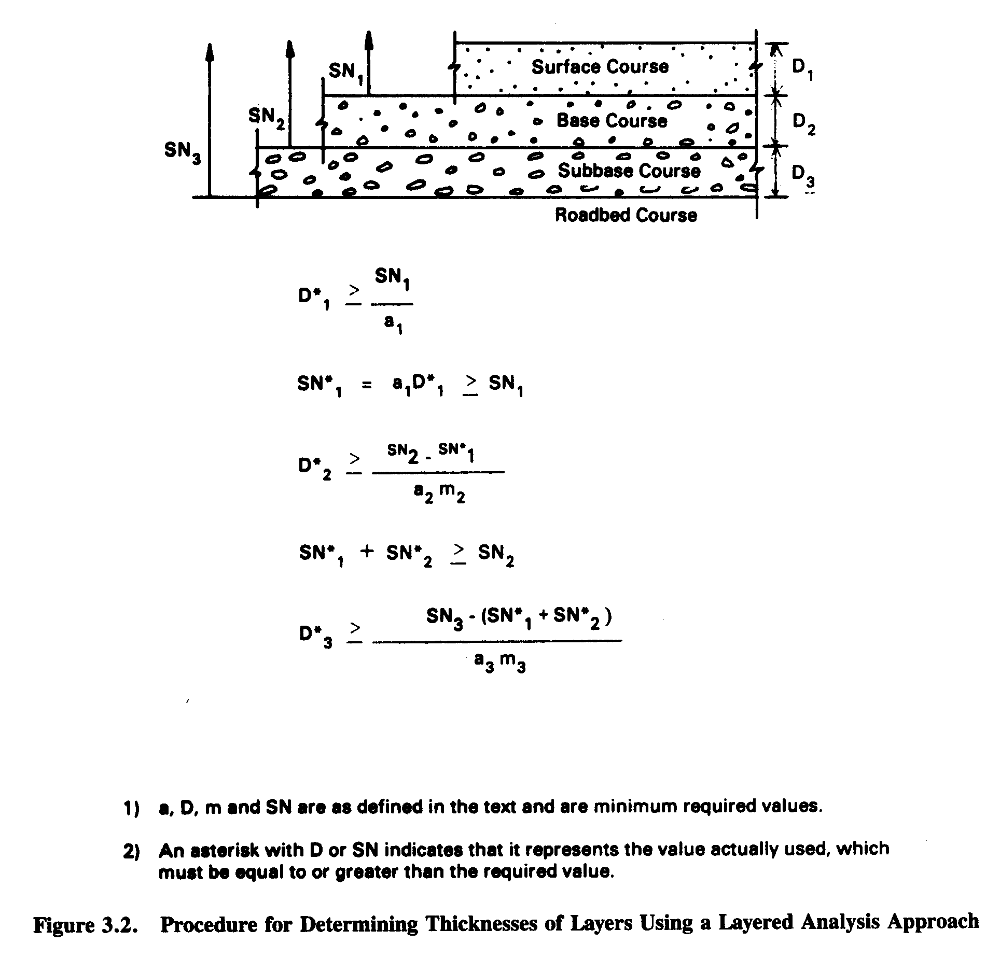 SN1 Surface Course D1
SN2 Base Course D2
SN3 Subbase Course D3
Roadbed Course
D*1 ≥ SN1 / a1
SN*1 = a1D*1 ≥ SN1
D*2 ≥ SN2 - SN*1 / a2 m2
SN*1 + SN*2 ≥ SN2
D*3 ≥ SN3 - (SN*1 + SN*2) / a3 m3
1) a, D, m and SN are as defined in the text and are minimum required values.
2) An asterisk with D or SN indicates that it represents the value actually used, which
must be equal to or greater than the required value.
Figure 3.2. Procedure for Determining Thicknesses of Layers Using a Layered Analysis Approach